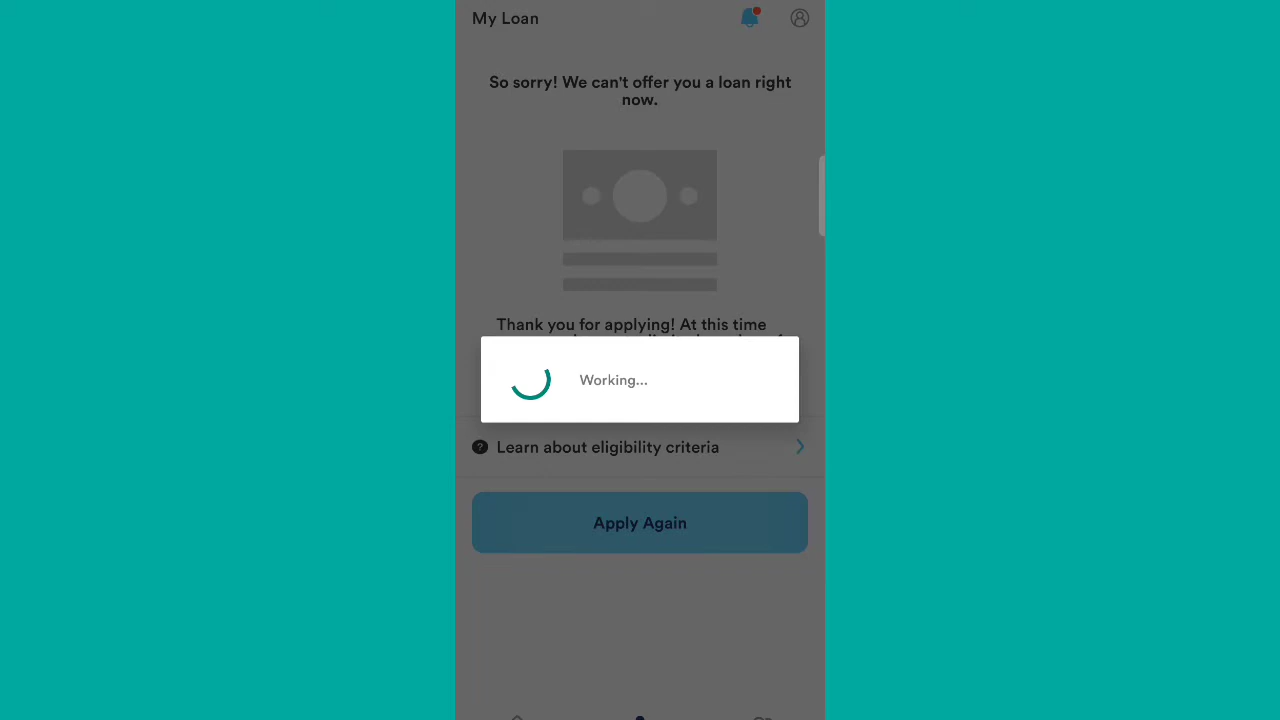 My Loan
So sorry! We can't offer you a loan right
now.
Thank you for applying! At this time
Working...
Learn about eligibility criteria
Apply Again